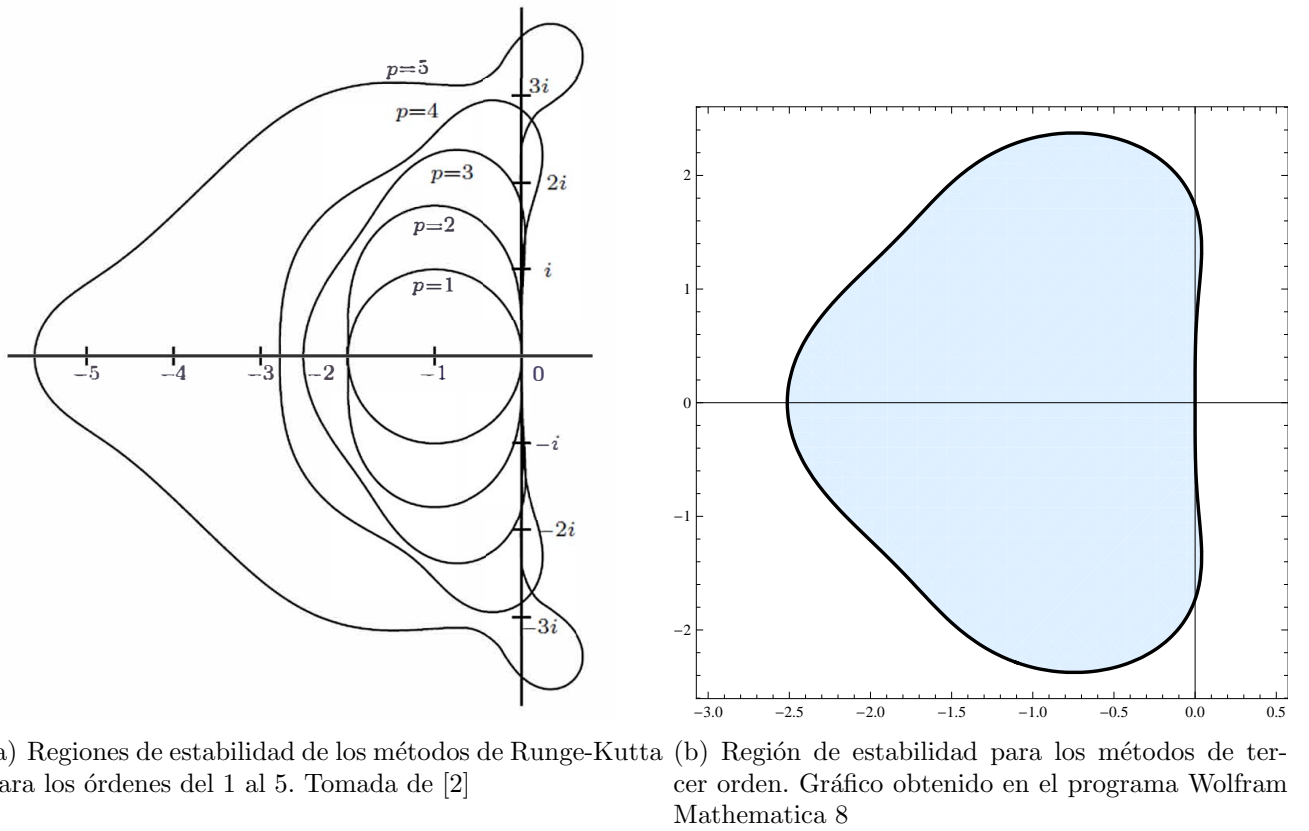 p=5
3i
p=4
p=3
2i
p=2
i
p=1
−5
−4
−3
−2
−1
0
−i
−2i
−3i
2
1
0
−1
−2
−3.0
−2.5
−2.0
−1.5
−1.0
−0.5
0.0
0.5
a) Regiones de estabilidad de los métodos de Runge-Kutta
ara los órdenes del 1 al 5. Tomada de [2]
(b) Región de estabilidad para los métodos de ter-
cer orden. Gráfico obtenido en el programa Wolfram
Mathematica 8